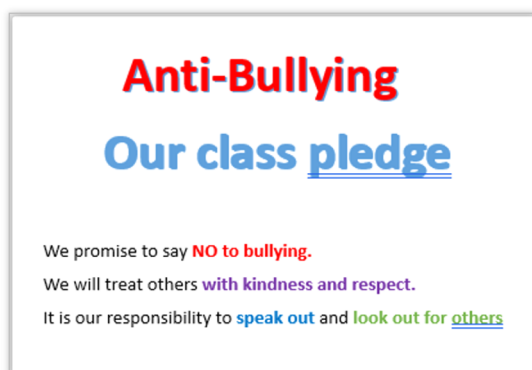 Anti-Bullying
Our class pledge
We promise to say NO to bullying.
We will treat others with kindness and respect.
It is our responsibility to speak out and look out for others